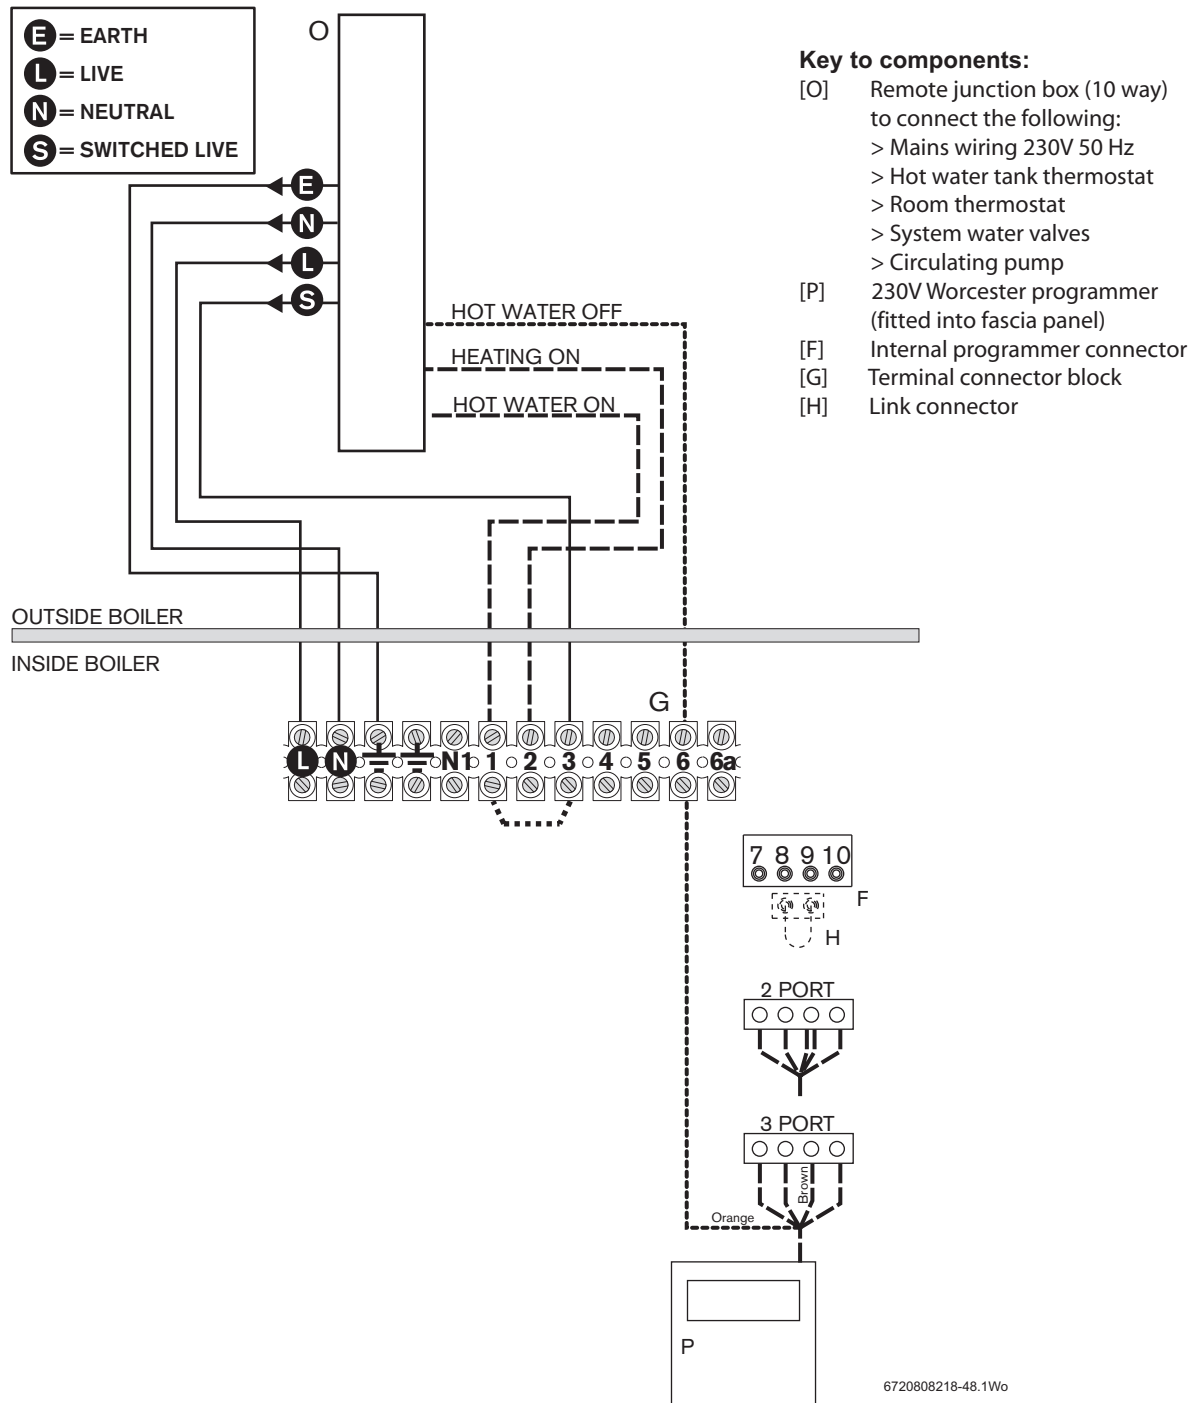 E = EARTH
L = LIVE
N = NEUTRAL
S = SWITCHED LIVE
O
Key to components:
[O] Remote junction box (10 way)
to connect the following:
> Mains wiring 230V 50 Hz
> Hot water tank thermostat
> Room thermostat
> System water valves
> Circulating pump
[P] 230V Worcester programmer
(fitted into fascia panel)
[F] Internal programmer connector
[G] Terminal connector block
[H] Link connector
E
N
L
S
HOT WATER OFF
HEATING ON
HOT WATER ON
OUTSIDE BOILER
INSIDE BOILER
G
L N N1 1 2 3 4 5 6 6a
7 8 9 10
F
H
2 PORT
3 PORT
Brown
Orange
P
6720808218-48.1Wo